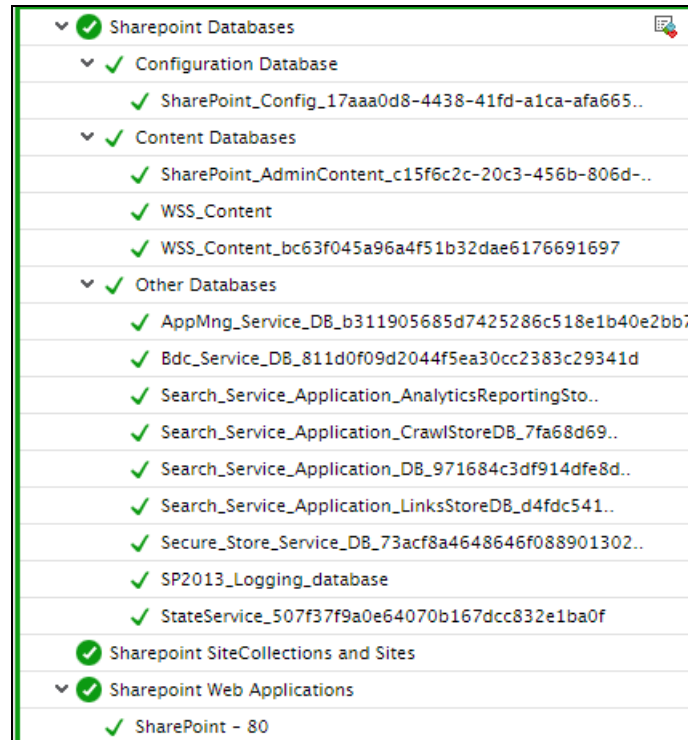 Sharepoint Databases
Configuration Database
SharePoint_Config_17aaa0d8-4438-41fd-a1ca-afa665..
Content Databases
SharePoint_AdminContent_c15f6c2c-20c3-456b-806d-..
WSS_Content
WSS_Content_bc63f045a96a4f51b32dae6176691697
Other Databases
AppMng_Service_DB_b311905685d7425286c518e1b40e2bb7
Bdc_Service_DB_811d0f09d2044f5ea30cc2383c29341d
Search_Service_Application_AnalyticsReportingSto..
Search_Service_Application_CrawlStoreDB_7fa68d69..
Search_Service_Application_DB_971684c3df914dfe8d..
Search_Service_Application_LinksStoreDB_d4fdc541..
Secure_Store_Service_DB_73acf8a4648646f088901302..
SP2013_Logging_database
StateService_507f37f9a0e64070b167dcc832e1ba0f
Sharepoint SiteCollections and Sites
Sharepoint Web Applications
SharePoint - 80